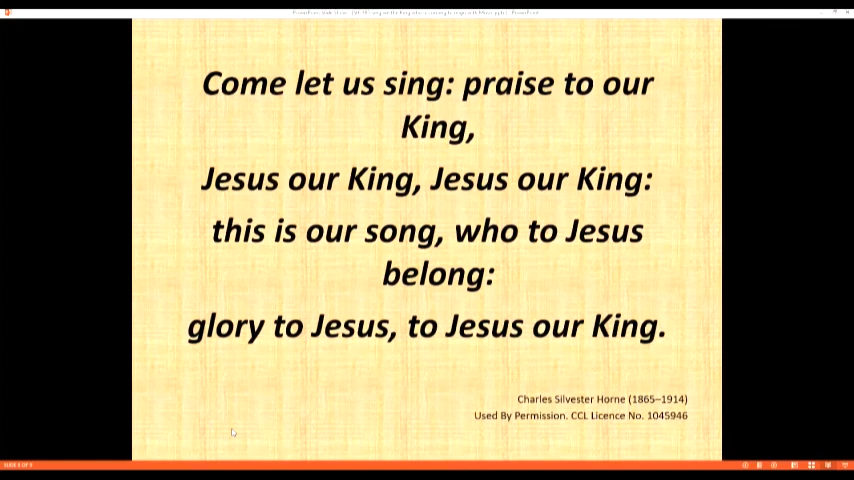 Come let us sing: praise to our
King,
Jesus our King, Jesus our King:
this is our song, who to Jesus
belong:
glory to Jesus, to Jesus our King.
Charles Silvester Horne (1865–1914)
Used By Permission. CCL Licence No. 1045946